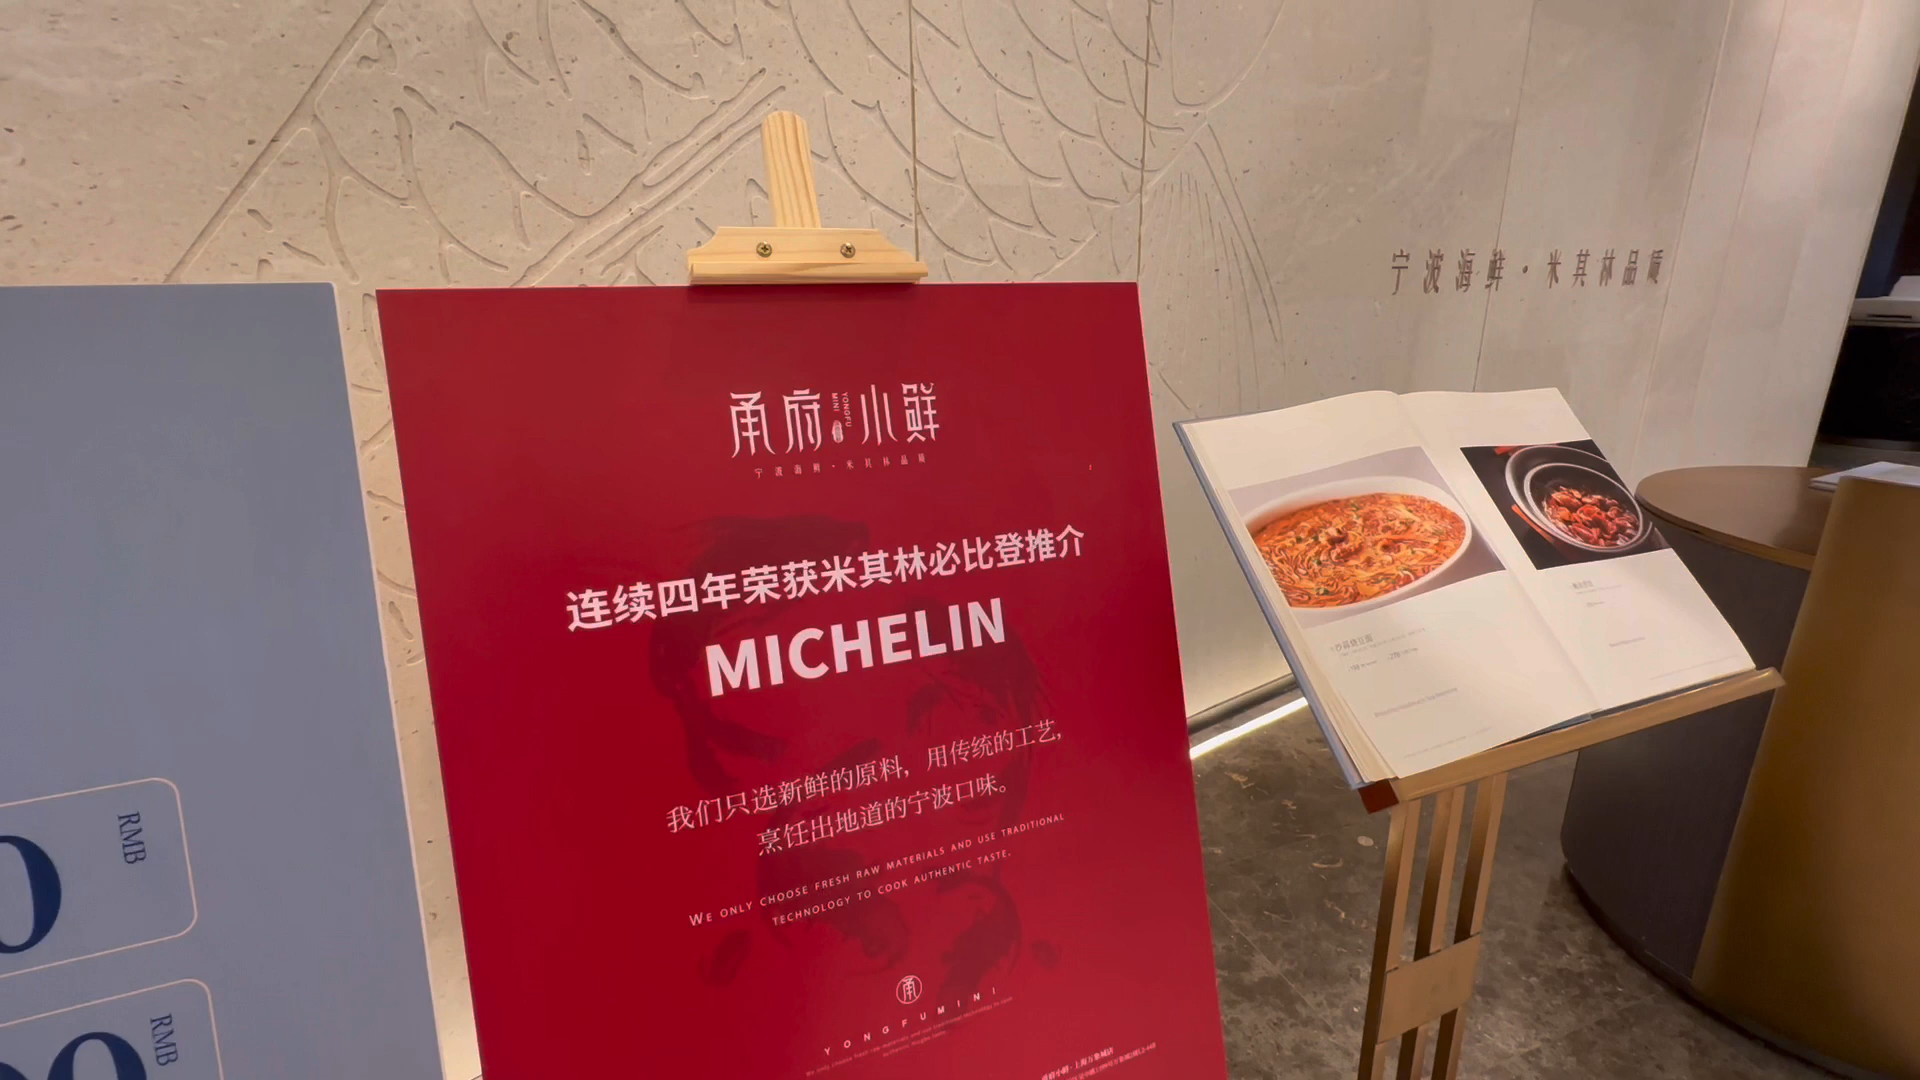 宁波海鲜·米其林品质
甬府小鲜
YONGFU
MINI
宁波海鲜·米其林品质
连续四年荣获米其林必比登推介
MICHELIN
我们只选新鲜的原料，用传统的工艺，
烹饪出地道的宁波口味。
WE ONLY CHOOSE FRESH RAW MATERIALS AND USE TRADITIONAL
TECHNOLOGY TO COOK AUTHENTIC TASTE.
甬
YONGFUMINI
RMB
RMB